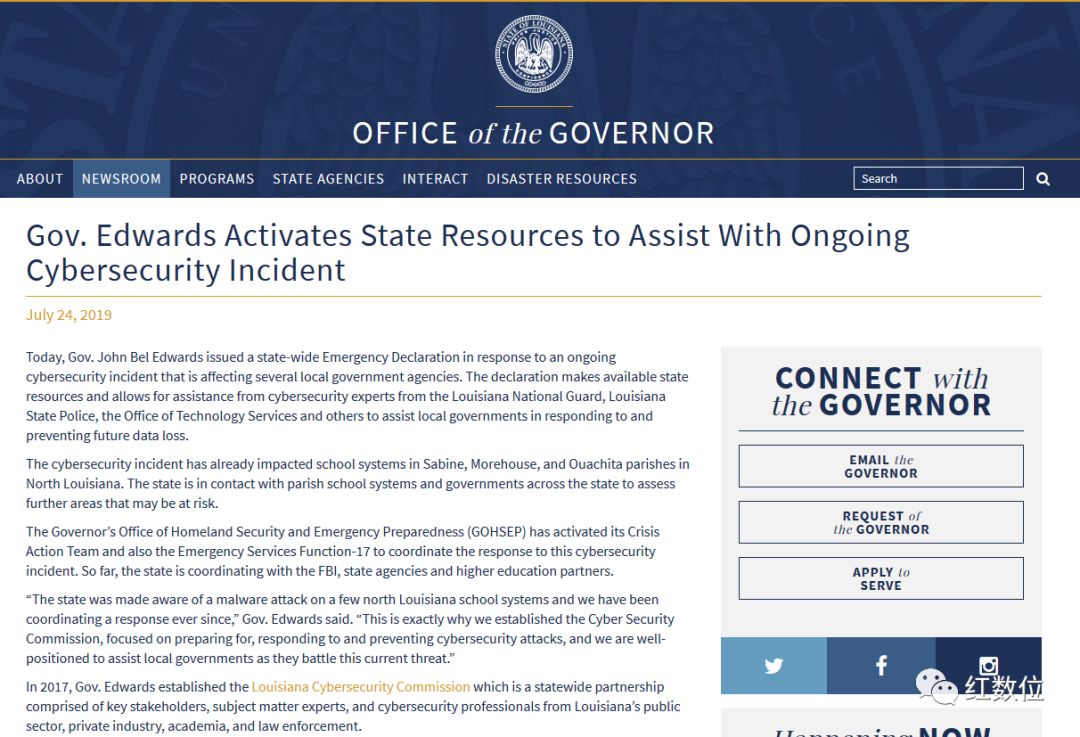 STATE OF LOUISIANA
UNION JUSTICE
CONFIDENCE
OFFICE of the GOVERNOR
ABOUT NEWSROOM PROGRAMS STATE AGENCIES INTERACT DISASTER RESOURCES Search
Gov. Edwards Activates State Resources to Assist With Ongoing
Cybersecurity Incident
July 24, 2019
Today, Gov. John Bel Edwards issued a state-wide Emergency Declaration in response to an ongoing
cybersecurity incident that is affecting several local government agencies. The declaration makes available state
resources and allows for assistance from cybersecurity experts from the Louisiana National Guard, Louisiana
State Police, the Office of Technology Services and others to assist local governments in responding to and
preventing future data loss.
The cybersecurity incident has already impacted school systems in Sabine, Morehouse, and Ouachita parishes in
North Louisiana. The state is in contact with parish school systems and governments across the state to assess
further areas that may be at risk.
The Governor’s Office of Homeland Security and Emergency Preparedness (GOHSEP) has activated its Crisis
Action Team and also the Emergency Services Function-17 to coordinate the response to this cybersecurity
incident. So far, the state is coordinating with the FBI, state agencies and higher education partners.
“The state was made aware of a malware attack on a few north Louisiana school systems and we have been
coordinating a response ever since,” Gov. Edwards said. “This is exactly why we established the Cyber Security
Commission, focused on preparing for, responding to and preventing cybersecurity attacks, and we are well-
positioned to assist local governments as they battle this current threat.”
In 2017, Gov. Edwards established the Louisiana Cybersecurity Commission which is a statewide partnership
comprised of key stakeholders, subject matter experts, and cybersecurity professionals from Louisiana’s public
sector, private industry, academia, and law enforcement.
CONNECT with
the GOVERNOR
EMAIL the
GOVERNOR
REQUEST of
the GOVERNOR
APPLY to
SERVE
红数位
Happening NOW